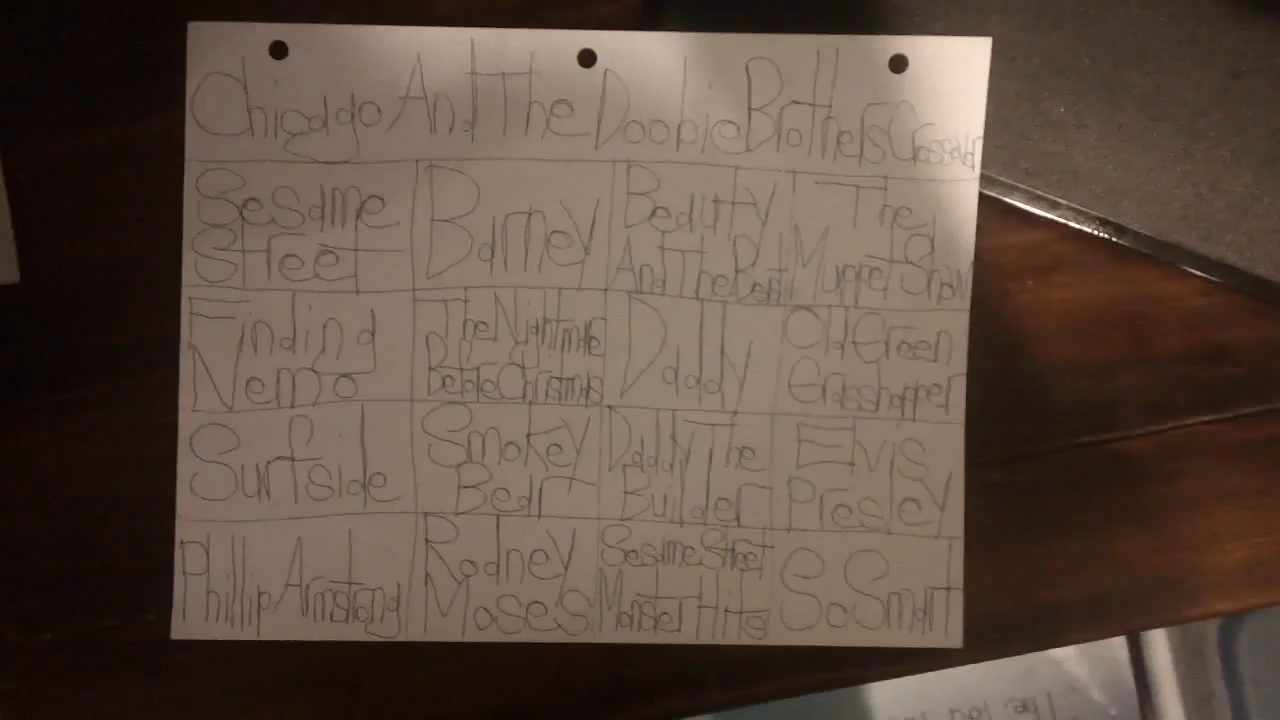 Chicago And The Doobie Brothers Crossover
Sesame
Street
Barney
Beauty
And The Beast
The
Muppet Show
Finding
Nemo
The Nightmare
Before Christmas
Daddy
Old Green
Grasshopper
Surfside
Smokey
Bear
Daddy The
Builder
Elvis
Presley
Phillip Armstrong
Rodney
Moses
Sesame Street
Monster Hits
So Smart
The